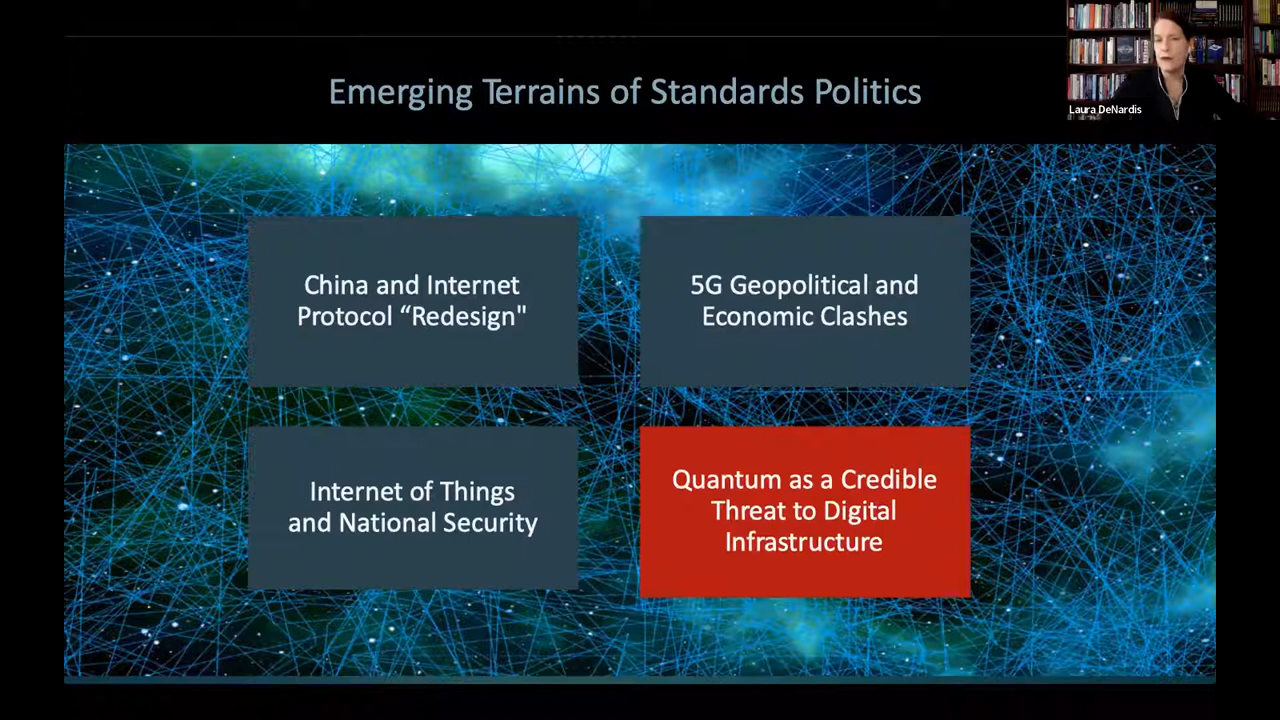 Emerging Terrains of Standards Politics
Laura DeNardis
China and Internet
Protocol “Redesign"
5G Geopolitical and
Economic Clashes
Internet of Things
and National Security
Quantum as a Credible
Threat to Digital
Infrastructure